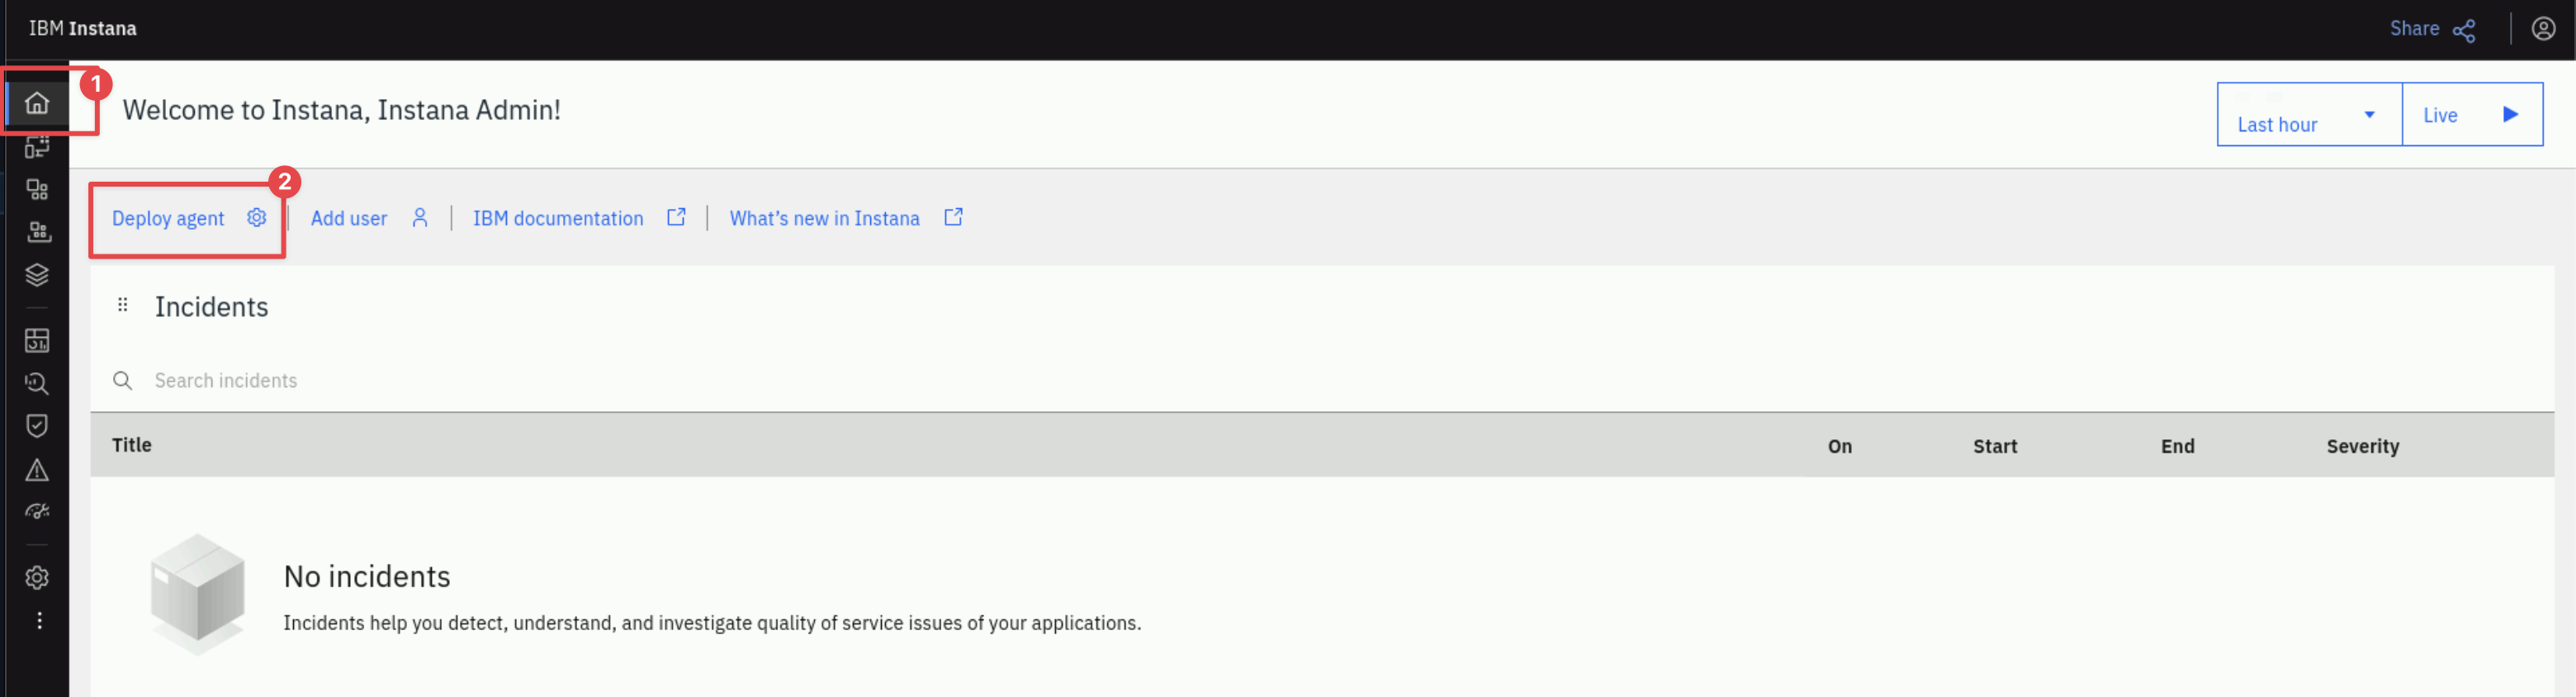 IBM Instana
Share
1
Welcome to Instana, Instana Admin!
Last hour
Live
2
Deploy agent
Add user
IBM documentation
What's new in Instana
Incidents
Search incidents
Title On Start End Severity
No incidents
Incidents help you detect, understand, and investigate quality of service issues of your applications.